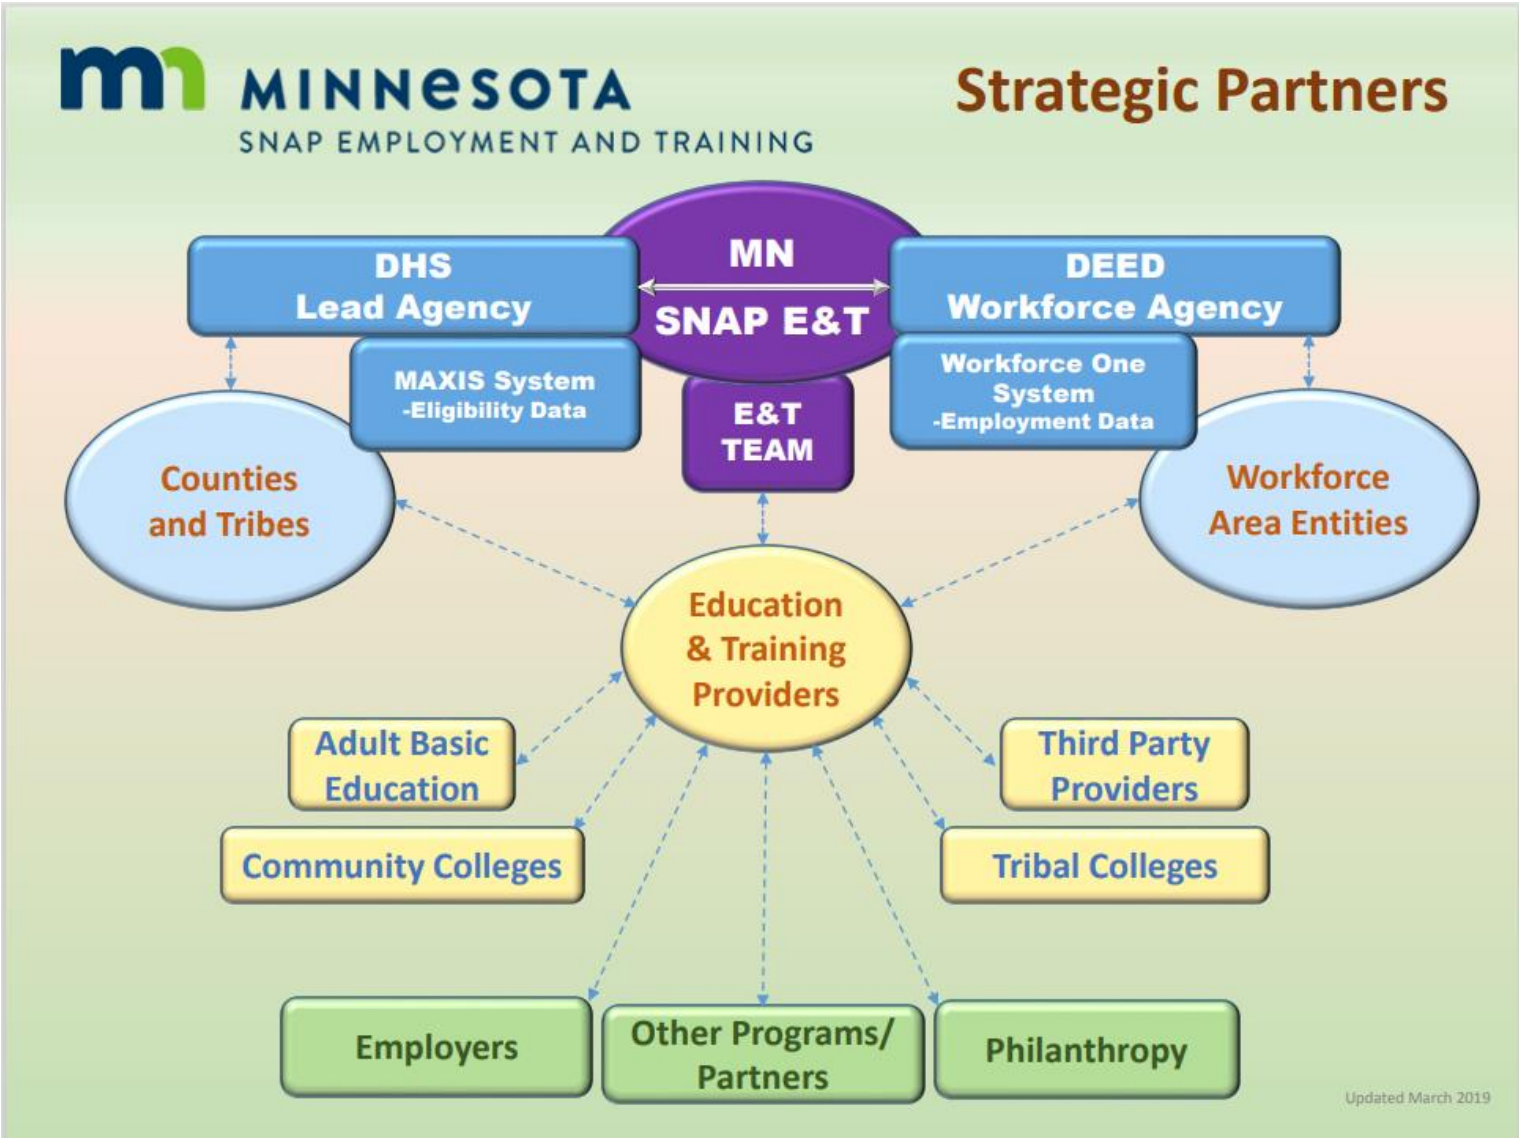 mn MINNESOTA
SNAP EMPLOYMENT AND TRAINING
Strategic Partners
DHS
Lead Agency
MN
SNAP E&T
DEED
Workforce Agency
MAXIS System
-Eligibility Data
E&T
TEAM
Workforce One
System
-Employment Data
Counties
and Tribes
Workforce
Area Entities
Education
& Training
Providers
Adult Basic
Education
Third Party
Providers
Community Colleges
Tribal Colleges
Employers
Other Programs/
Partners
Philanthropy
Updated March 2019